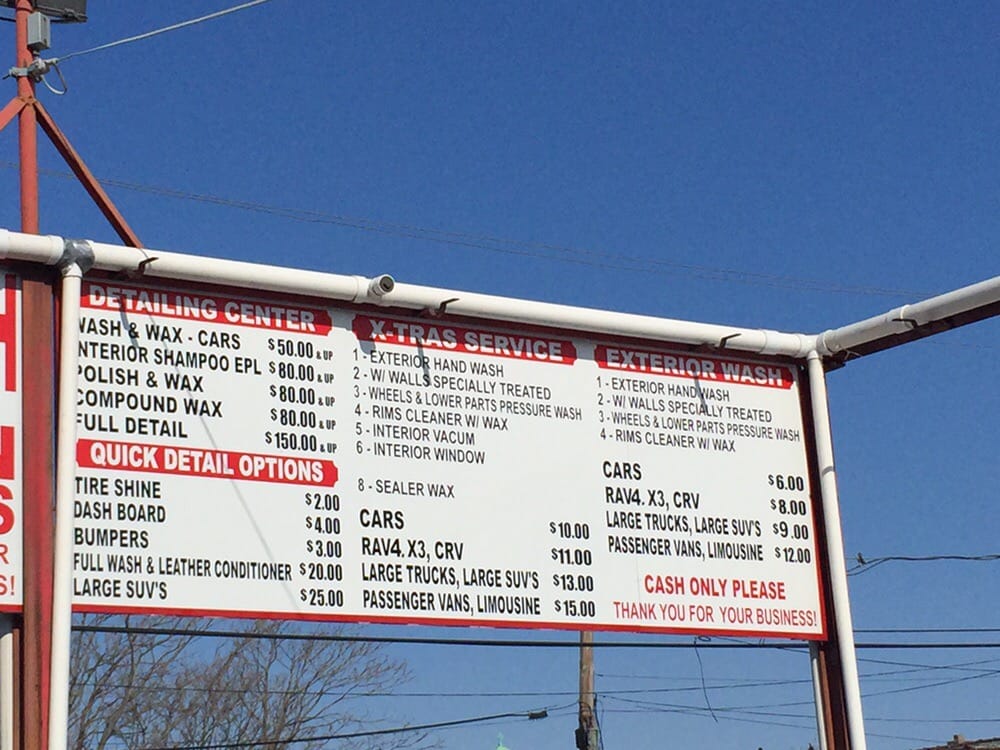 DETAILING CENTER
WASH & WAX - CARS $50.00 & UP
INTERIOR SHAMPOO EPL $80.00 & UP
POLISH & WAX $80.00 & UP
COMPOUND WAX $80.00 & UP
FULL DETAIL $150.00 & UP
QUICK DETAIL OPTIONS
TIRE SHINE $2.00
DASH BOARD $4.00
BUMPERS $3.00
FULL WASH & LEATHER CONDITIONER $20.00
LARGE SUV'S $25.00
X-TRAS SERVICE
1 - EXTERIOR HAND WASH
2 - W/ WALLS SPECIALLY TREATED
3 - WHEELS & LOWER PARTS PRESSURE WASH
4 - RIMS CLEANER W/ WAX
5 - INTERIOR VACUM
6 - INTERIOR WINDOW
8 - SEALER WAX
CARS $10.00
RAV4. X3, CRV $11.00
LARGE TRUCKS, LARGE SUV'S $13.00
PASSENGER VANS, LIMOUSINE $15.00
EXTERIOR WASH
1 - EXTERIOR HAND WASH
2 - W/ WALLS SPECIALLY TREATED
3 - WHEELS & LOWER PARTS PRESSURE WASH
4 - RIMS CLEANER W/ WAX
CARS $6.00
RAV4. X3, CRV $8.00
LARGE TRUCKS, LARGE SUV'S $9.00
PASSENGER VANS, LIMOUSINE $12.00
CASH ONLY PLEASE
THANK YOU FOR YOUR BUSINESS!